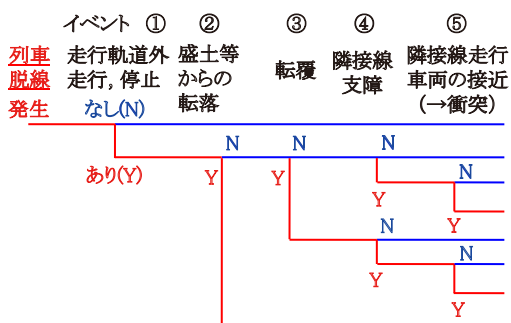 イベント ① ② ③ ④ ⑤
列車
脱線
発生
走行軌道外
走行, 停止
盛土等
からの
転落
転覆
隣接線
支障
隣接線走行
車両の接近
(→衝突)
なし(N)
あり(Y)
N N N
Y Y
N
Y
Y
N
N
Y
Y